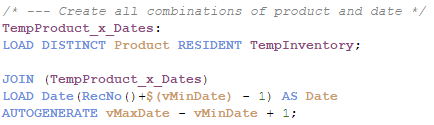 /* --- Create all combinations of product and date */
TempProduct_x_Dates:
LOAD DISTINCT Product RESIDENT TempInventory;
JOIN (TempProduct_x_Dates)
LOAD Date(RecNo()+$(vMinDate) - 1) AS Date
AUTOGENERATE vMaxDate - vMinDate + 1;